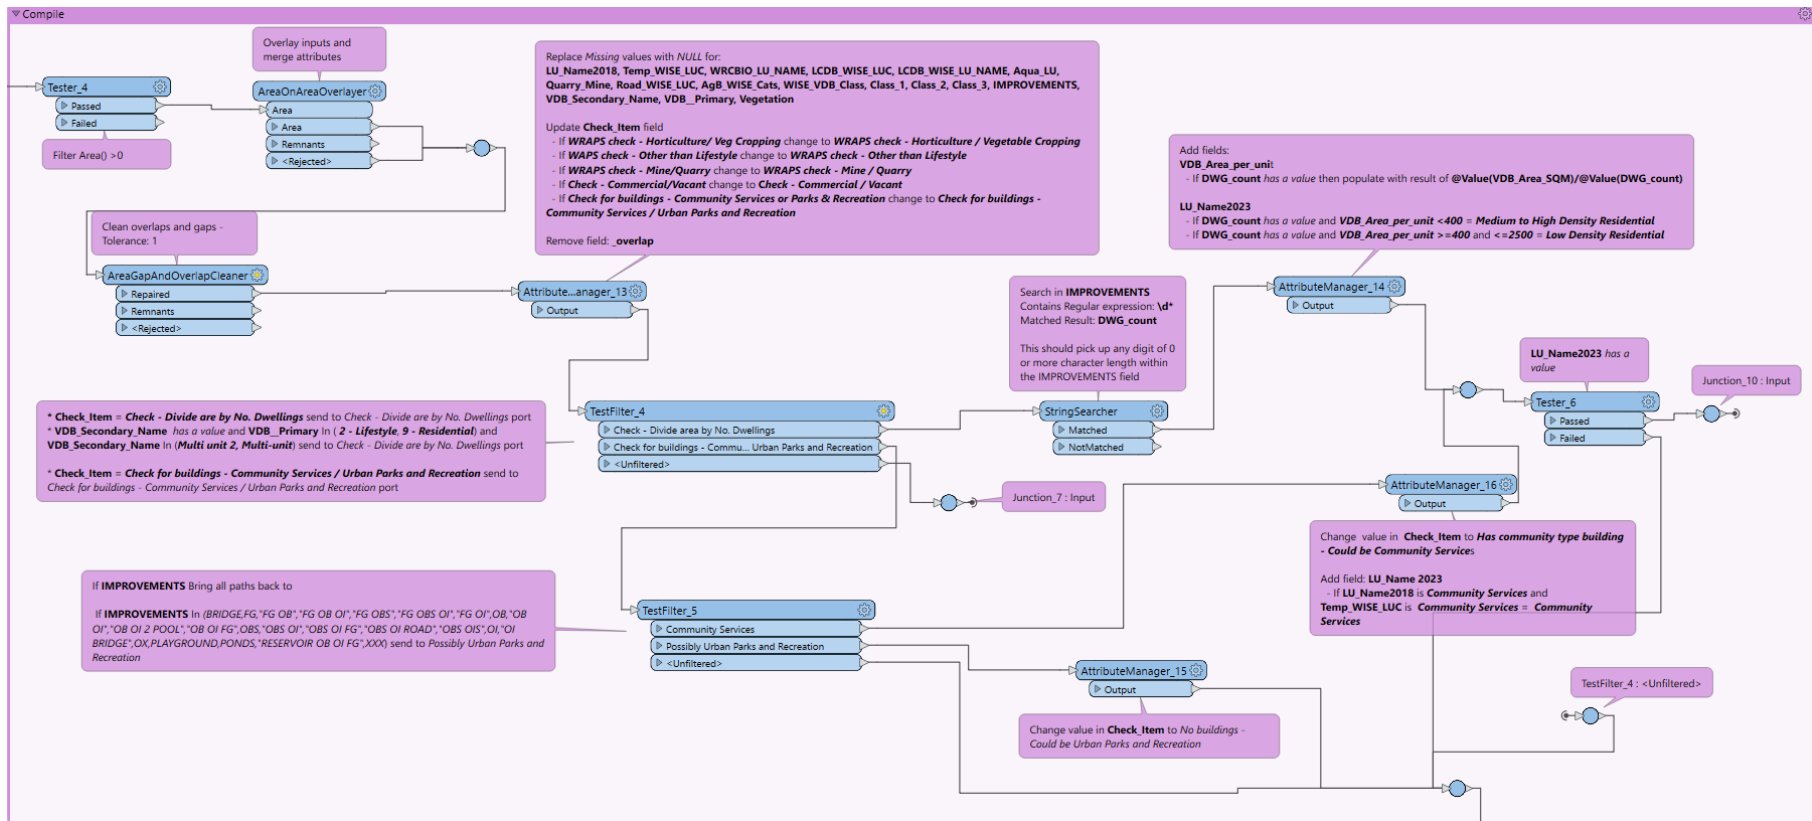 Compile
Overlay inputs and
merge attributes
Tester_4
Passed
Failed
Filter Area() >0
AreaOnAreaOverlayer
Area
Area
Remnants
<Rejected>
Replace Missing values with NULL for:
LU_Name2018, Temp_WISE_LUC, WRCBIO_LU_NAME, LCDB_WISE_LUC, LCDB_WISE_LU_NAME, Aqua_LU,
Quarry_Mine, Road_WISE_LUC, AgB_WISE_Cats, WISE_VDB_Class, Class_1, Class_2, Class_3, IMPROVEMENTS,
VDB_Secondary_Name, VDB__Primary, Vegetation
Update Check_Item field
- If WRAPS check - Horticulture/ Veg Cropping change to WRAPS check - Horticulture / Vegetable Cropping
- If WAPS check - Other than Lifestyle change to WRAPS check - Other than Lifestyle
- If WRAPS check - Mine/Quarry change to WRAPS check - Mine / Quarry
- If Check - Commercial/Vacant change to Check - Commercial / Vacant
- If Check for buildings - Community Services or Parks & Recreation change to Check for buildings -
Community Services / Urban Parks and Recreation
Remove field: _overlap
Add fields:
VDB_Area_per_unit
- If DWG_count has a value then populate with result of @Value(VDB_Area_SQM)/@Value(DWG_count)
LU_Name2023
- If DWG_count has a value and VDB_Area_per_unit <400 = Medium to High Density Residential
- If DWG_count has a value and VDB_Area_per_unit >=400 and <=2500 = Low Density Residential
Clean overlaps and gaps -
Tolerance: 1
AreaGapAndOverlapCleaner
Repaired
Remnants
<Rejected>
Attribute...anager_13
Output
Search in IMPROVEMENTS
Contains Regular expression: \d*
Matched Result: DWG_count
This should pick up any digit of 0
or more character length within
the IMPROVEMENTS field
AttributeManager_14
Output
LU_Name2023 has a
value
Junction_10 : Input
Tester_6
Passed
Failed
* Check_Item = Check - Divide are by No. Dwellings send to Check - Divide are by No. Dwellings port
* VDB_Secondary_Name has a value and VDB__Primary In ( 2 - Lifestyle, 9 - Residential) and
VDB_Secondary_Name In (Multi unit 2, Multi-unit) send to Check - Divide are by No. Dwellings port
* Check_Item = Check for buildings - Community Services / Urban Parks and Recreation send to
Check for buildings - Community Services / Urban Parks and Recreation port
TestFilter_4
Check - Divide area by No. Dwellings
Check for buildings - Commu... Urban Parks and Recreation
<Unfiltered>
StringSearcher
Matched
NotMatched
Junction_7 : Input
AttributeManager_16
Output
Change value in Check_Item to Has community type building
- Could be Community Services
Add field: LU_Name 2023
- If LU_Name2018 is Community Services and
Temp_WISE_LUC is Community Services = Community
Services
If IMPROVEMENTS Bring all paths back to
If IMPROVEMENTS In (BRIDGE,FG,"FG OB","FG OB OI","FG OBS","FG OBS OI","FG OI",OB,"OB
OI","OB OI 2 POOL","OB OI FG",OBS,"OBS OI","OBS OI FG","OBS OI ROAD","OBS OIS",OI,"OI
BRIDGE",OX,PLAYGROUND,PONDS,"RESERVOIR OB OI FG",XXX) send to Possibly Urban Parks and
Recreation
TestFilter_5
Community Services
Possibly Urban Parks and Recreation
<Unfiltered>
AttributeManager_15
Output
Change value in Check_Item to No buildings -
Could be Urban Parks and Recreation
TestFilter_4 : <Unfiltered>